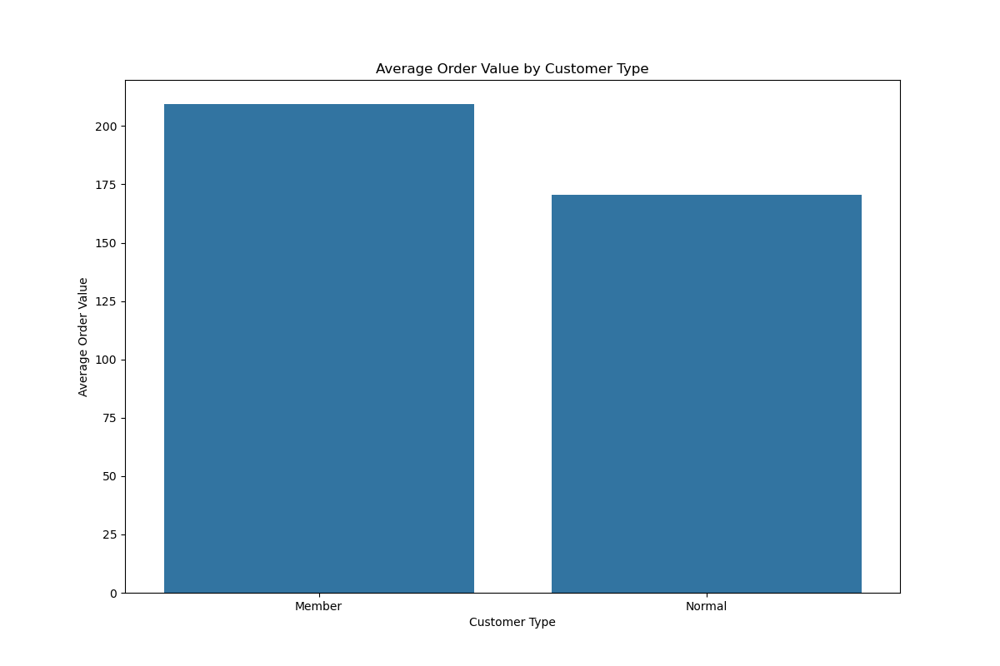 Average Order Value by Customer Type
200
175
150
125
100
75
50
25
0
Average Order Value
Member Normal
Customer Type